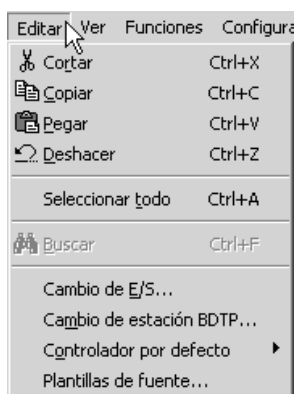 Editar Ver Funciones Configura
Cortar Ctrl+X
Copiar Ctrl+C
Pegar Ctrl+V
Deshacer Ctrl+Z
Seleccionar todo Ctrl+A
Buscar Ctrl+F
Cambio de E/S...
Cambio de estación BDTP...
Controlador por defecto
Plantillas de fuente...